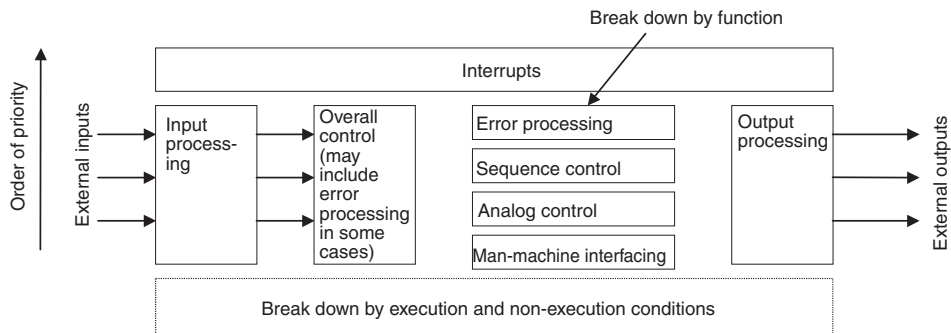 Break down by function
Interrupts
Order of priority
External inputs
Input
process-
ing
Overall
control
(may
include
error
processing
in some
cases)
Error processing
Sequence control
Analog control
Man-machine interfacing
Output
processing
External outputs
Break down by execution and non-execution conditions